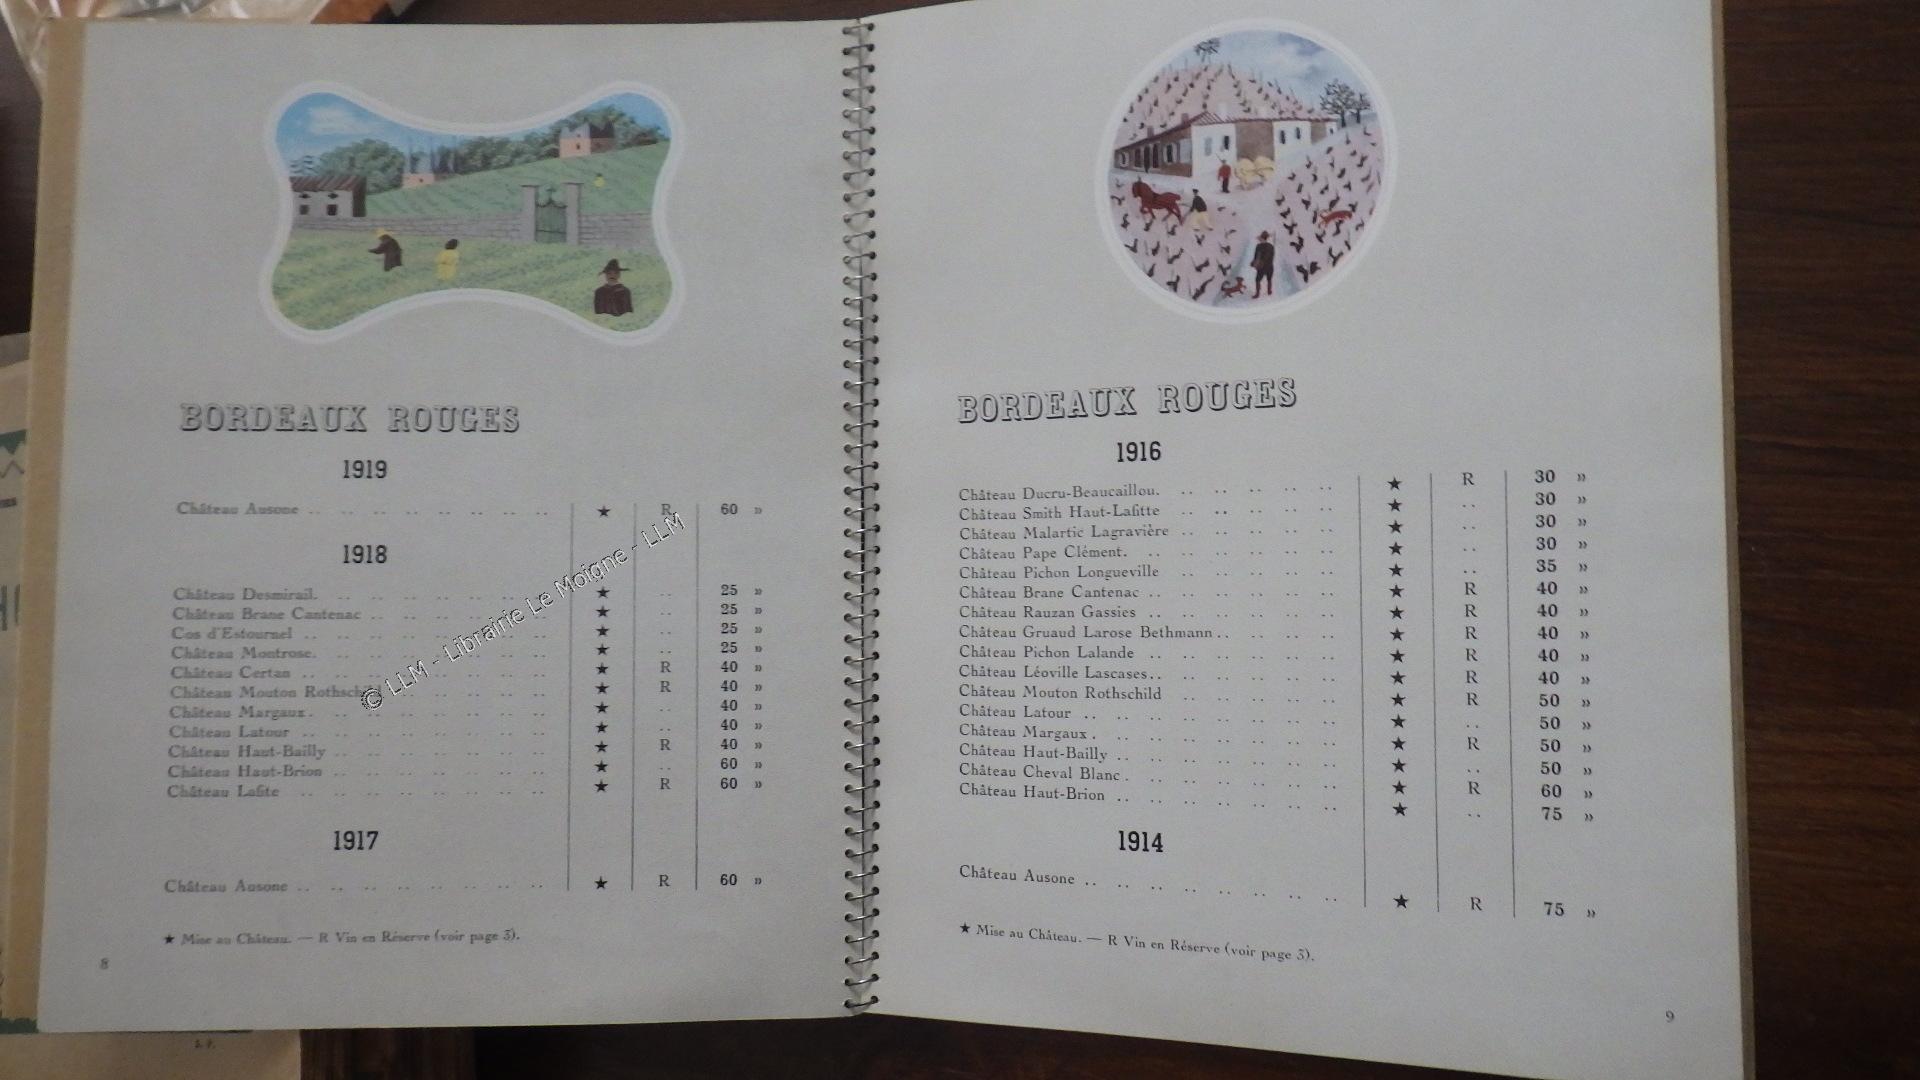 BORDEAUX ROUGES
1919
Château Ausone .. .. .. .. .. .. .. .. ★ R 60 »
1918
Château Desmirail. .. .. .. .. .. .. .. ★ .. 25 »
Château Brane Cantenac .. .. .. .. .. .. ★ .. 25 »
Cos d'Estournel .. .. .. .. .. .. .. .. ★ .. 25 »
Château Montrose. .. .. .. .. .. .. .. ★ .. 25 »
Château Certan .. .. .. .. .. .. .. .. ★ R 40 »
Château Mouton Rothschild .. .. .. .. .. ★ R 40 »
Château Margaux. .. .. .. .. .. .. .. ★ .. 40 »
Château Latour .. .. .. .. .. .. .. .. ★ .. 40 »
Château Haut-Bailly .. .. .. .. .. .. .. ★ R 40 »
Château Haut-Brion .. .. .. .. .. .. .. ★ .. 60 »
Château Lafite .. .. .. .. .. .. .. .. ★ R 60 »
1917
Château Ausone .. .. .. .. .. .. .. .. ★ R 60 »
★ Mise au Château. — R Vin en Réserve (voir page 3).
8
© LLM - Librairie Le Moigne - LLM
BORDEAUX ROUGES
1916
Château Ducru-Beaucaillou. .. .. .. .. .. ★ R 30 »
Château Smith Haut-Lafitte .. .. .. .. .. ★ .. 30 »
Château Malartic Lagravière .. .. .. .. .. ★ .. 30 »
Château Pape Clément. .. .. .. .. .. .. ★ .. 30 »
Château Pichon Longueville .. .. .. .. .. ★ .. 35 »
Château Brane Cantenac .. .. .. .. .. .. ★ R 40 »
Château Rauzan Gassies .. .. .. .. .. .. ★ R 40 »
Château Gruaud Larose Bethmann .. .. .. .. ★ R 40 »
Château Pichon Lalande .. .. .. .. .. .. ★ R 40 »
Château Léoville Lascases .. .. .. .. .. .. ★ R 40 »
Château Mouton Rothschild .. .. .. .. .. ★ R 50 »
Château Latour .. .. .. .. .. .. .. .. ★ .. 50 »
Château Margaux . .. .. .. .. .. .. .. ★ R 50 »
Château Haut-Bailly .. .. .. .. .. .. .. ★ .. 50 »
Château Cheval Blanc . .. .. .. .. .. .. ★ R 60 »
Château Haut-Brion .. .. .. .. .. .. .. ★ .. 75 »
1914
Château Ausone .. .. .. .. .. .. .. .. ★ R 75 »
★ Mise au Château. — R Vin en Réserve (voir page 3).
9